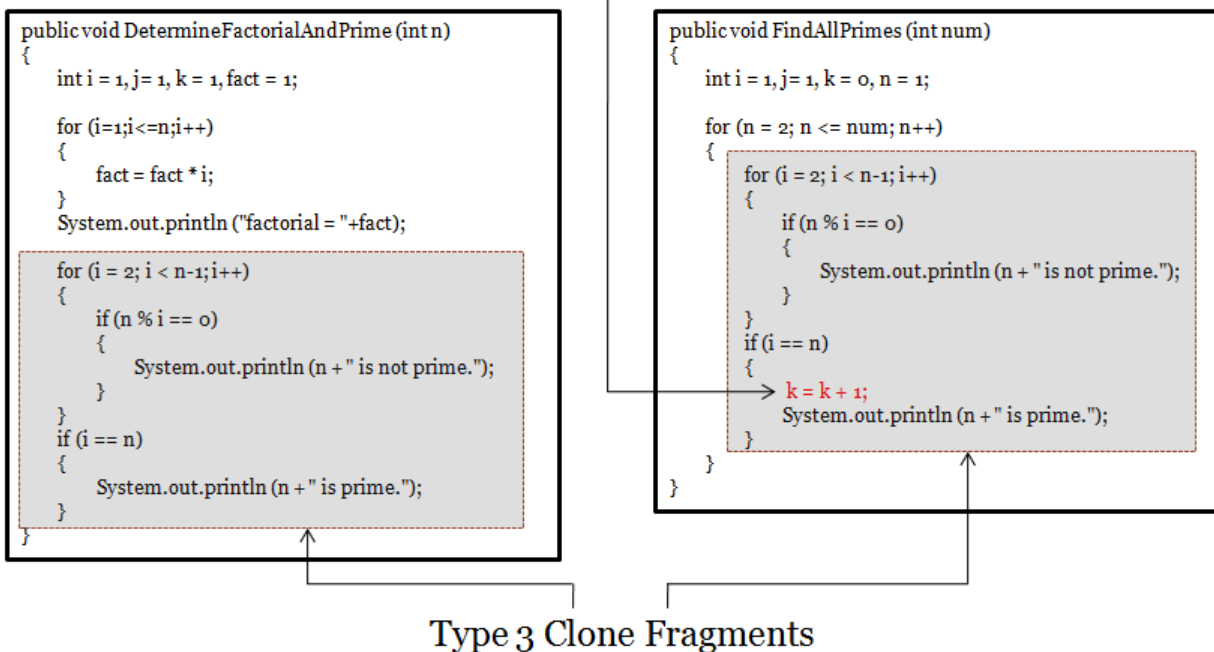 public void DetermineFactorialAndPrime (int n)
{
int i = 1, j= 1, k = 1, fact = 1;
for (i=1;i<=n;i++)
{
fact = fact * i;
}
System.out.println ("factorial = "+fact);
for (i = 2; i < n-1;i++)
{
if (n % i == 0)
{
System.out.println (n + " is not prime.");
}
}
if (i == n)
{
System.out.println (n + " is prime.");
}
}
public void FindAllPrimes (int num)
{
int i = 1, j= 1, k = 0, n = 1;
for (n = 2; n <= num; n++)
{
for (i = 2; i < n-1; i++)
{
if (n % i == 0)
{
System.out.println (n + " is not prime.");
}
}
if (i == n)
{
k = k + 1;
System.out.println (n + " is prime.");
}
}
}
Type 3 Clone Fragments